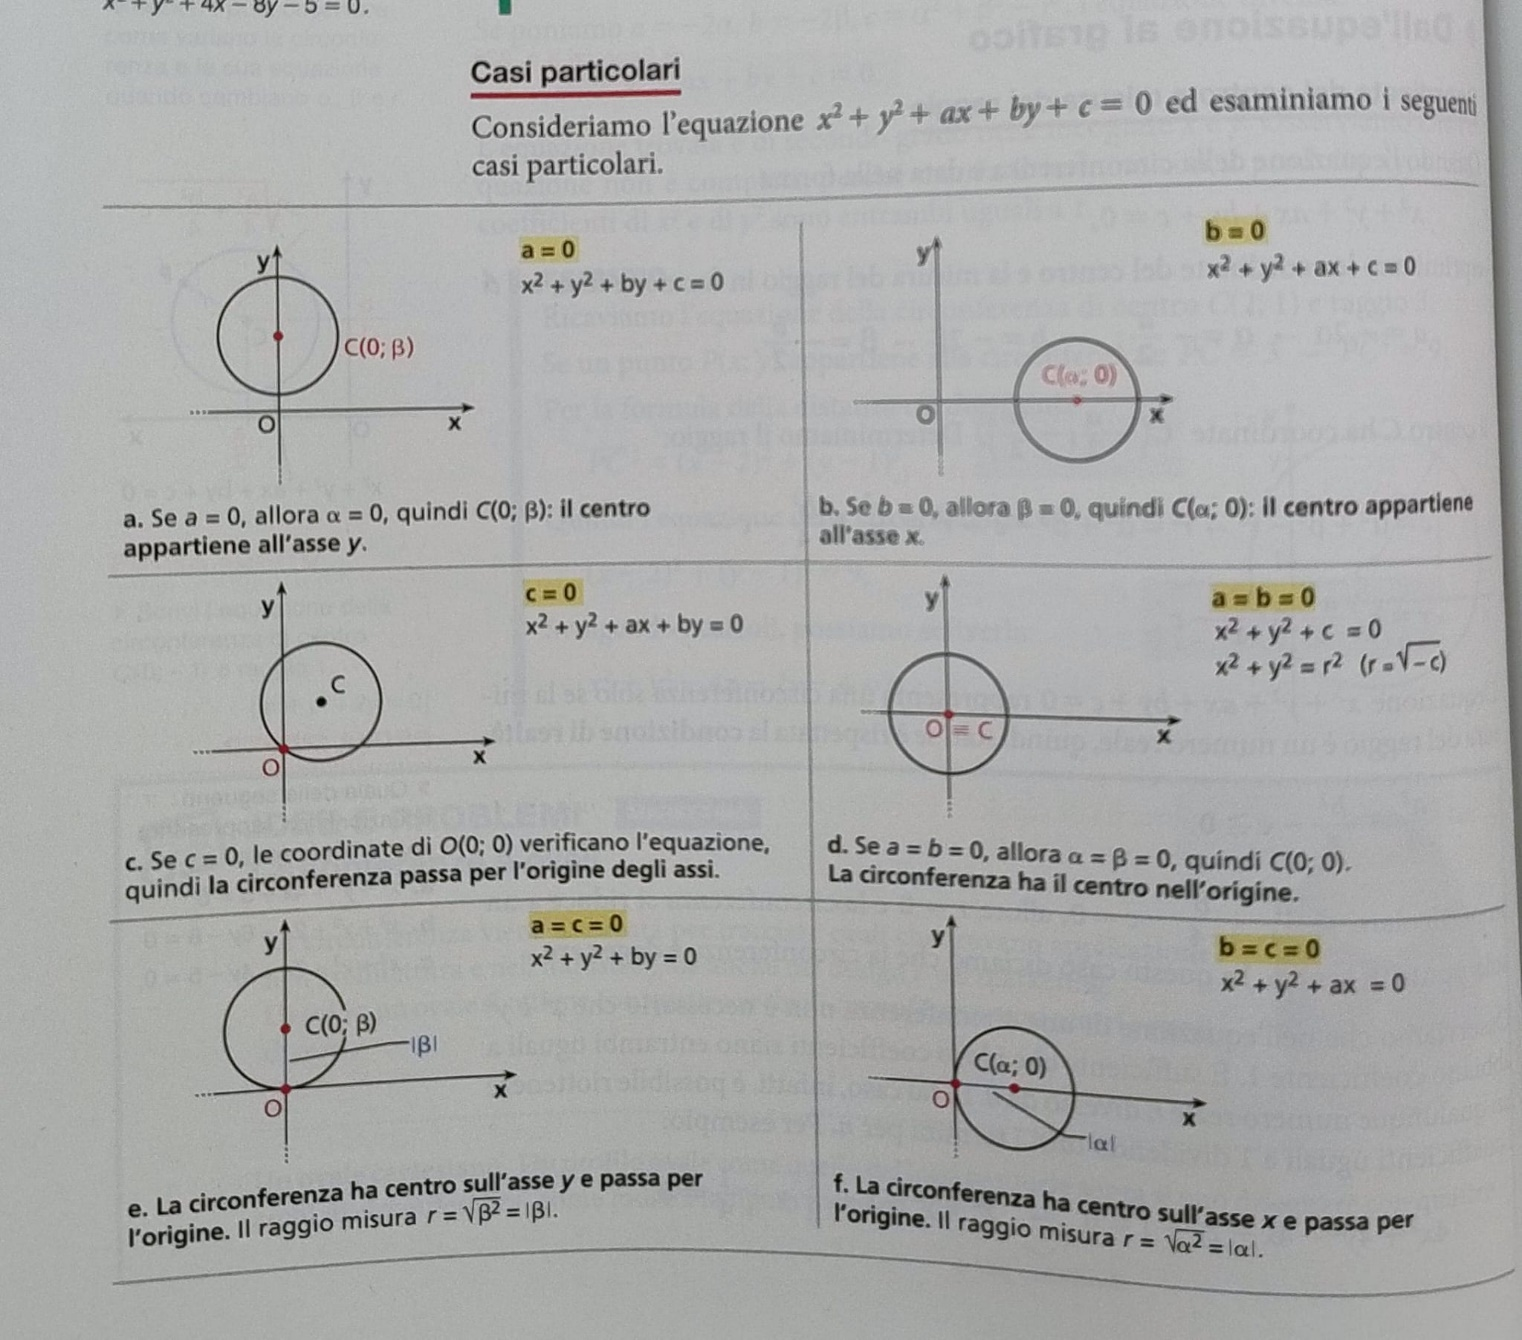 x² + y² + 4x − 8y − 5 = 0.
Casi particolari
Consideriamo l'equazione x² + y² + ax + by + c = 0 ed esaminiamo i seguenti
casi particolari.
a = 0
x² + y² + by + c = 0
y
C(0; β)
O
x
a. Se a = 0, allora α = 0, quindi C(0; β): il centro
appartiene all'asse y.
b = 0
x² + y² + ax + c = 0
y
C(α; 0)
O
x
b. Se b = 0, allora β = 0, quindi C(α; 0): il centro appartiene
all'asse x.
c = 0
x² + y² + ax + by = 0
y
C
O
x
c. Se c = 0, le coordinate di O(0; 0) verificano l'equazione,
quindi la circonferenza passa per l'origine degli assi.
a = b = 0
x² + y² + c = 0
x² + y² = r² (r = √−c)
y
O ≡ C
x
d. Se a = b = 0, allora α = β = 0, quindi C(0; 0).
La circonferenza ha il centro nell'origine.
a = c = 0
x² + y² + by = 0
y
C(0; β)
|β|
O
x
e. La circonferenza ha centro sull'asse y e passa per
l'origine. Il raggio misura r = √β² = |β|.
b = c = 0
x² + y² + ax = 0
y
C(α; 0)
O
x
|α|
f. La circonferenza ha centro sull'asse x e passa per
l'origine. Il raggio misura r = √α² = |α|.